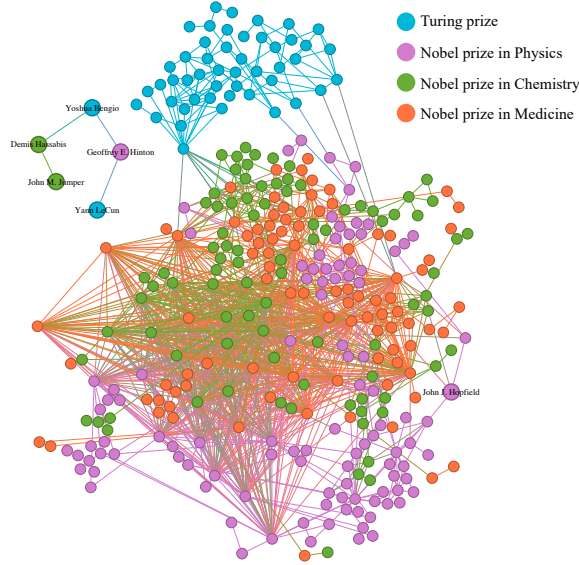 Turing prize
Nobel prize in Physics
Nobel prize in Chemistry
Nobel prize in Medicine
Yoshua Bengio
Demis Hassabis
Geoffrey E. Hinton
John M. Jumper
Yann LeCun
John J. Hopfield